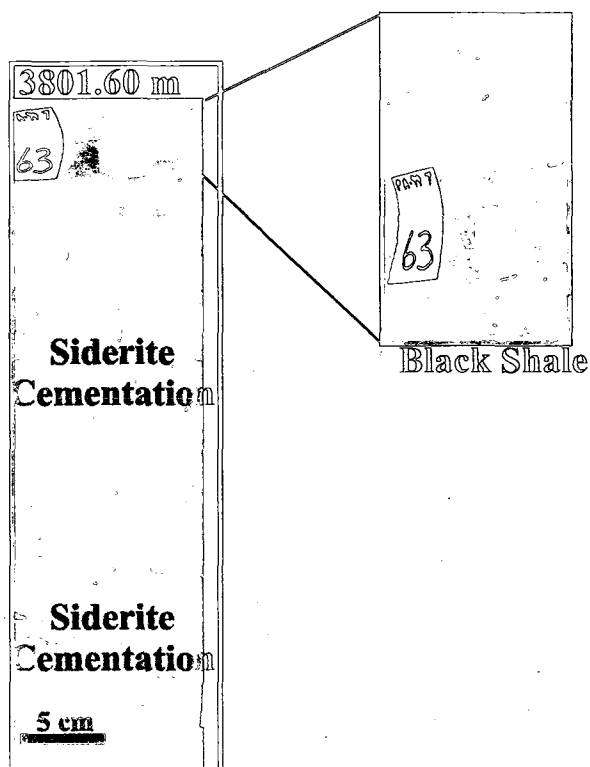 3801.60 m
63
Siderite
Cementation
Siderite
Cementation
5 cm
63
Black Shale